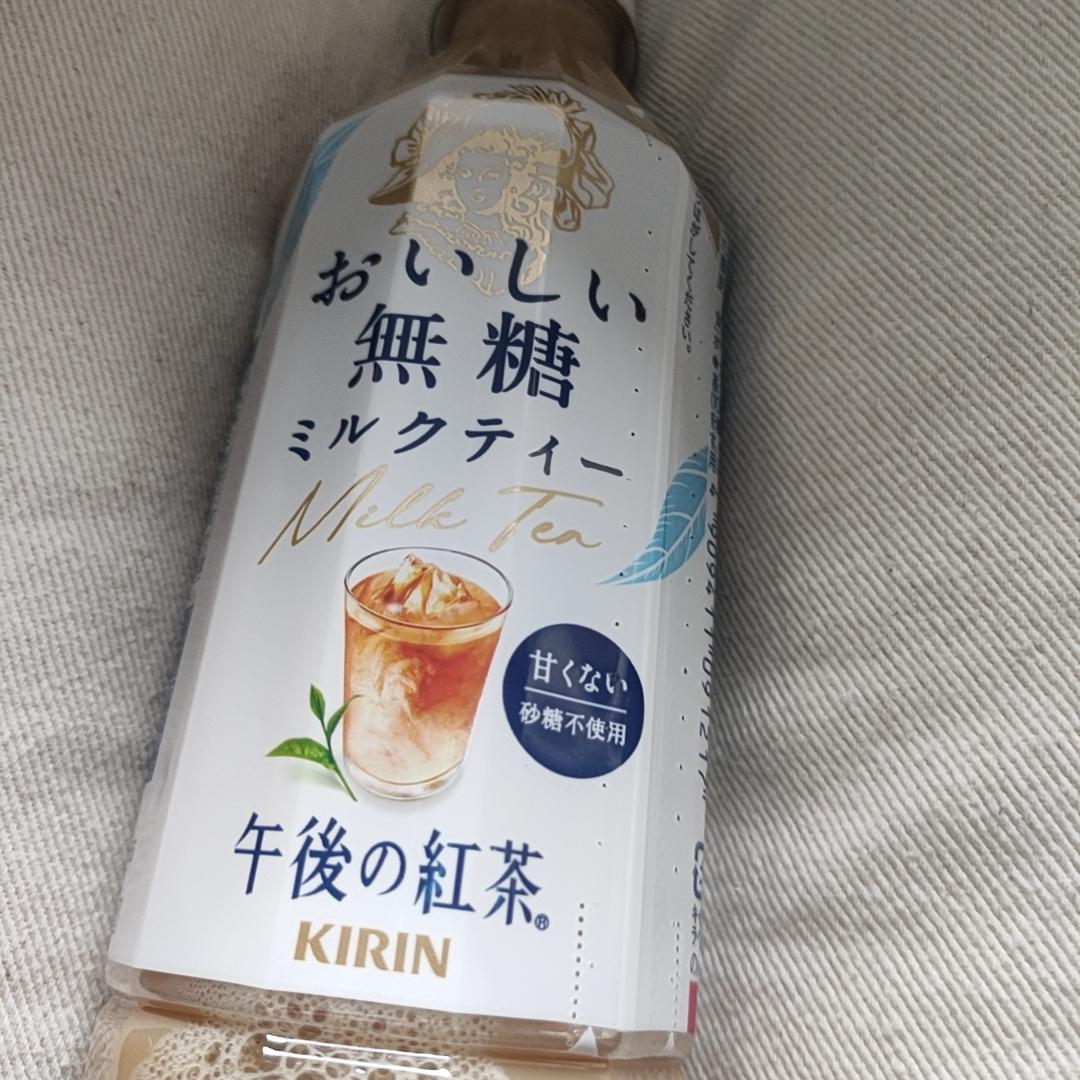 おいしい
無糖
ミルクティー
Milk Tea
甘くない
砂糖不使用
午後の紅茶®
KIRIN